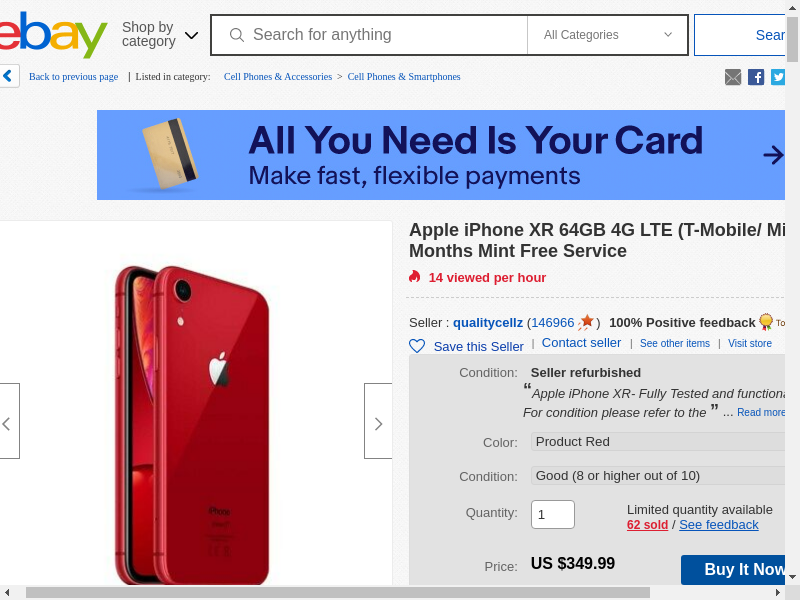 ebay
Shop by
category
Search for anything
All Categories
Sear
Back to previous page | Listed in category: Cell Phones & Accessories > Cell Phones & Smartphones
All You Need Is Your Card
Make fast, flexible payments
Apple iPhone XR 64GB 4G LTE (T-Mobile/ Mi
Months Mint Free Service
14 viewed per hour
Seller : qualitycellz (146966 ) 100% Positive feedback To
Save this Seller | Contact seller | See other items | Visit store
Condition: Seller refurbished
“Apple iPhone XR- Fully Tested and functiona
For condition please refer to the ” ... Read more
Color: Product Red
Condition: Good (8 or higher out of 10)
Quantity: 1
Limited quantity available
62 sold / See feedback
Price: US $349.99
Buy It Now
iPhone